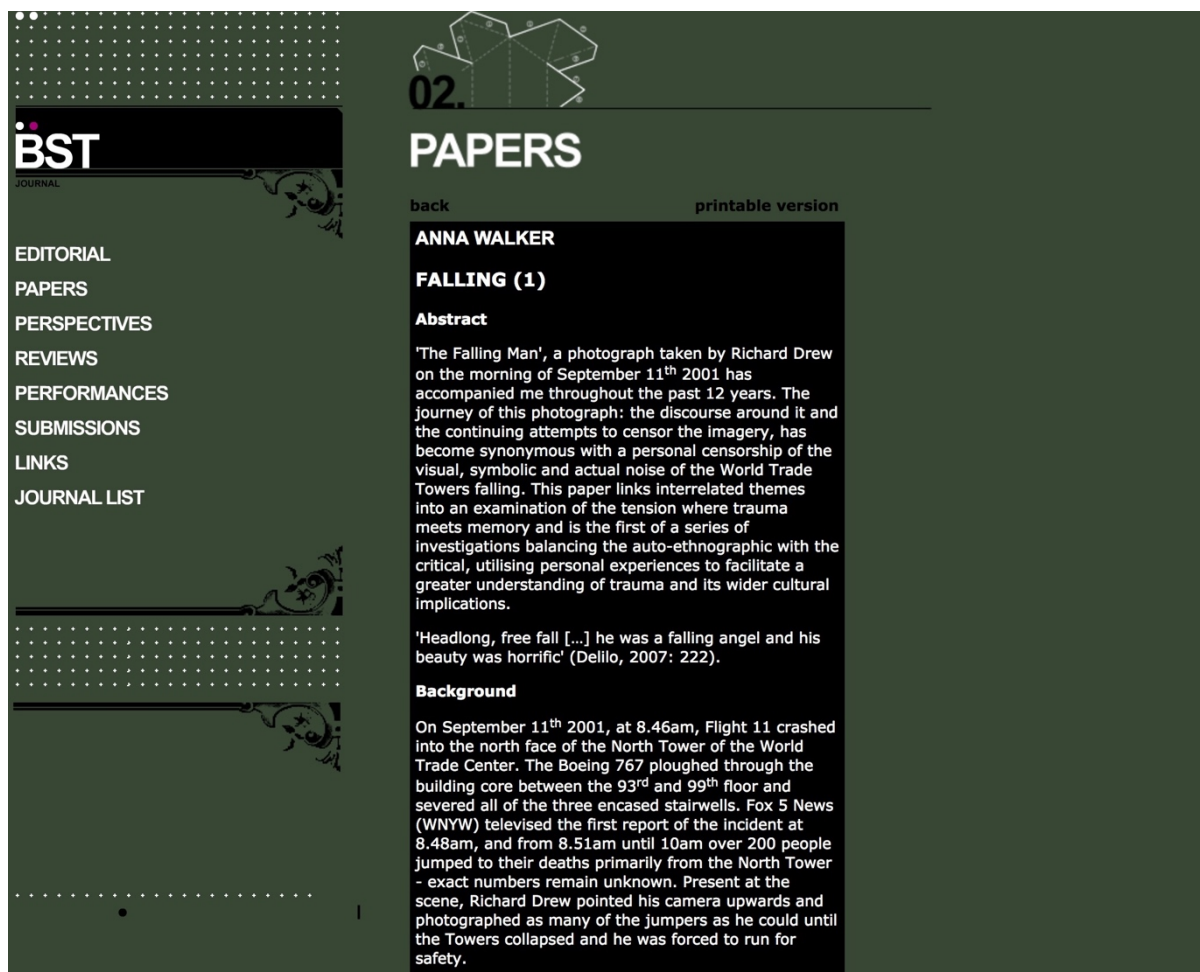 BST
JOURNAL
EDITORIAL
PAPERS
PERSPECTIVES
REVIEWS
PERFORMANCES
SUBMISSIONS
LINKS
JOURNAL LIST
02.
PAPERS
back printable version
ANNA WALKER
FALLING (1)
Abstract
'The Falling Man', a photograph taken by Richard Drew
on the morning of September 11th 2001 has
accompanied me throughout the past 12 years. The
journey of this photograph: the discourse around it and
the continuing attempts to censor the imagery, has
become synonymous with a personal censorship of the
visual, symbolic and actual noise of the World Trade
Towers falling. This paper links interrelated themes
into an examination of the tension where trauma
meets memory and is the first of a series of
investigations balancing the auto-ethnographic with the
critical, utilising personal experiences to facilitate a
greater understanding of trauma and its wider cultural
implications.
'Headlong, free fall [...] he was a falling angel and his
beauty was horrific' (Delilo, 2007: 222).
Background
On September 11th 2001, at 8.46am, Flight 11 crashed
into the north face of the North Tower of the World
Trade Center. The Boeing 767 ploughed through the
building core between the 93rd and 99th floor and
severed all of the three encased stairwells. Fox 5 News
(WNYW) televised the first report of the incident at
8.48am, and from 8.51am until 10am over 200 people
jumped to their deaths primarily from the North Tower
- exact numbers remain unknown. Present at the
scene, Richard Drew pointed his camera upwards and
photographed as many of the jumpers as he could until
the Towers collapsed and he was forced to run for
safety.